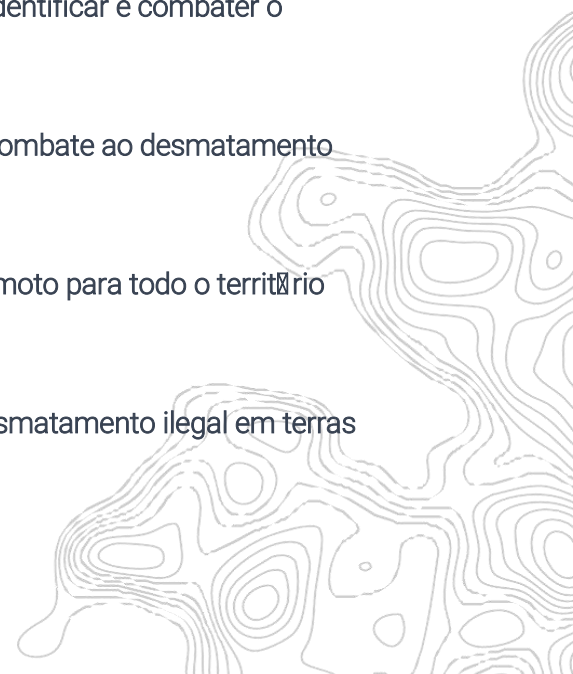 dentificar e combater o
ombate ao desmatamento
moto para todo o territ�rio
smatamento ilegal em terras